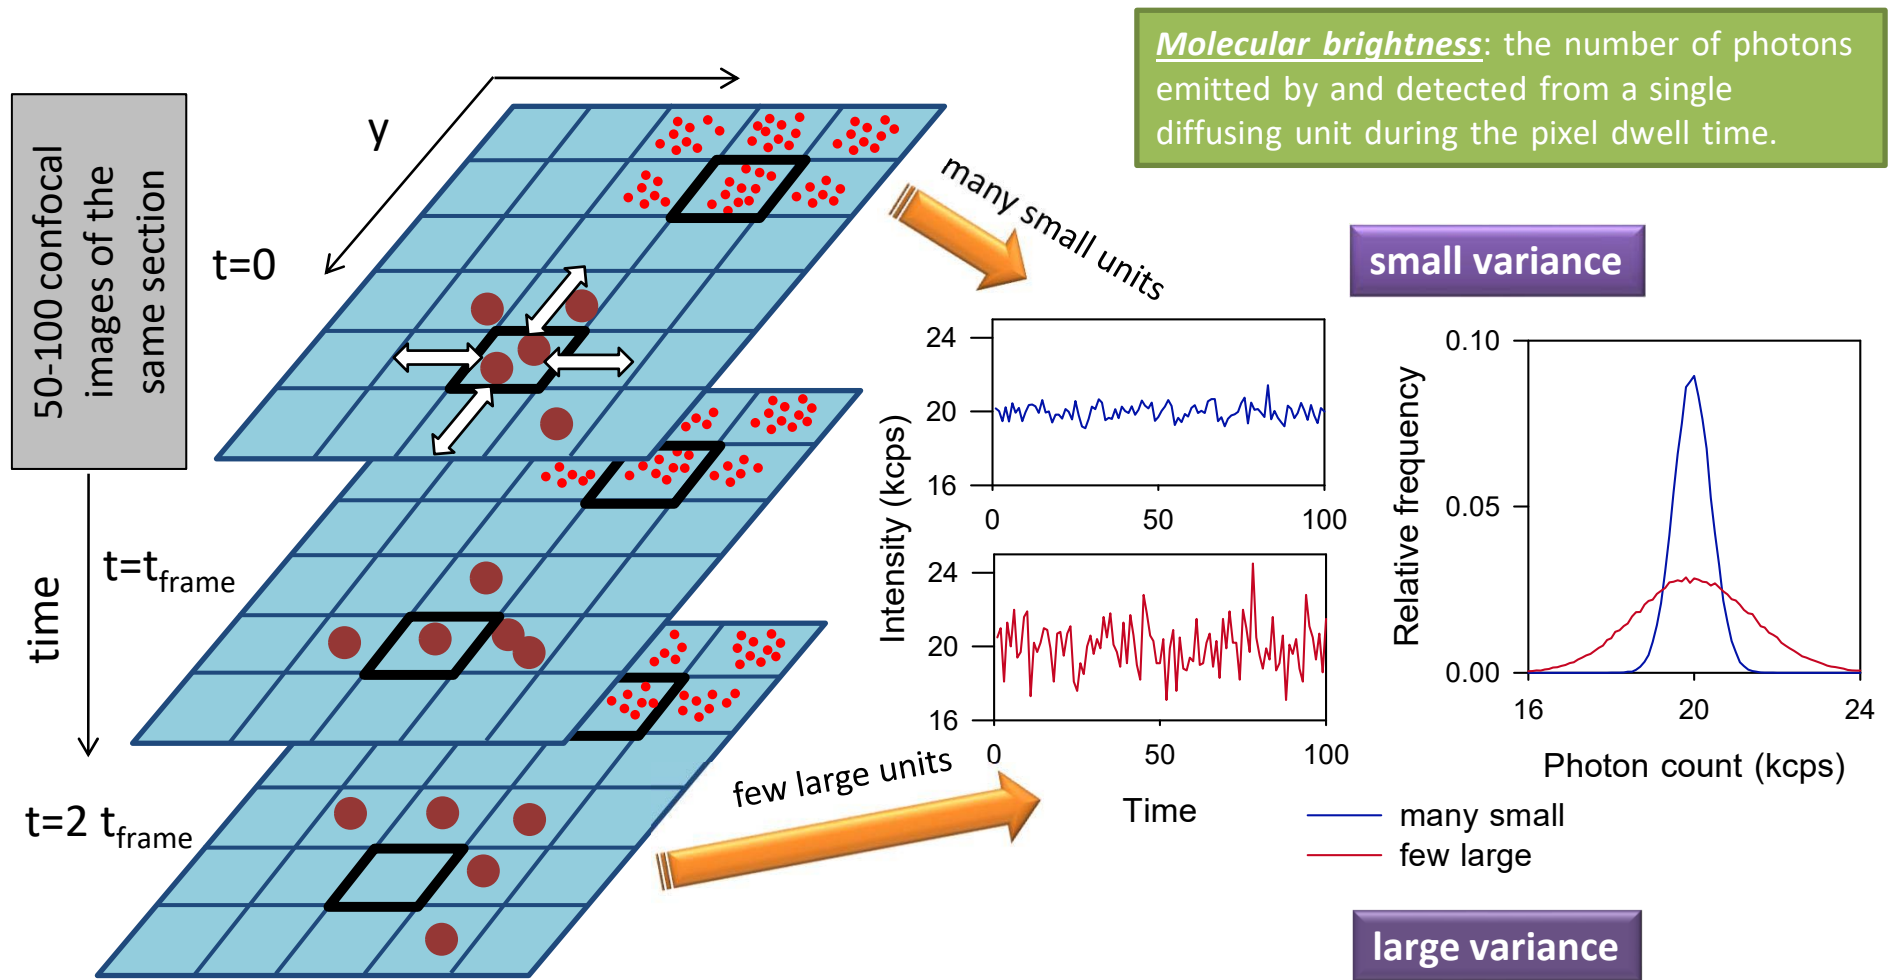 Molecular brightness: the number of photons
emitted by and detected from a single
diffusing unit during the pixel dwell time.
50-100 confocal
images of the
same section
y
t=0
many small units
small variance
time
t=tframe
t=2 tframe
few large units
Intensity (kcps)
24
20
16
0
50
100
24
20
16
0
50
100
Time
Relative frequency
0.10
0.05
0.00
16
20
24
Photon count (kcps)
many small
few large
large variance